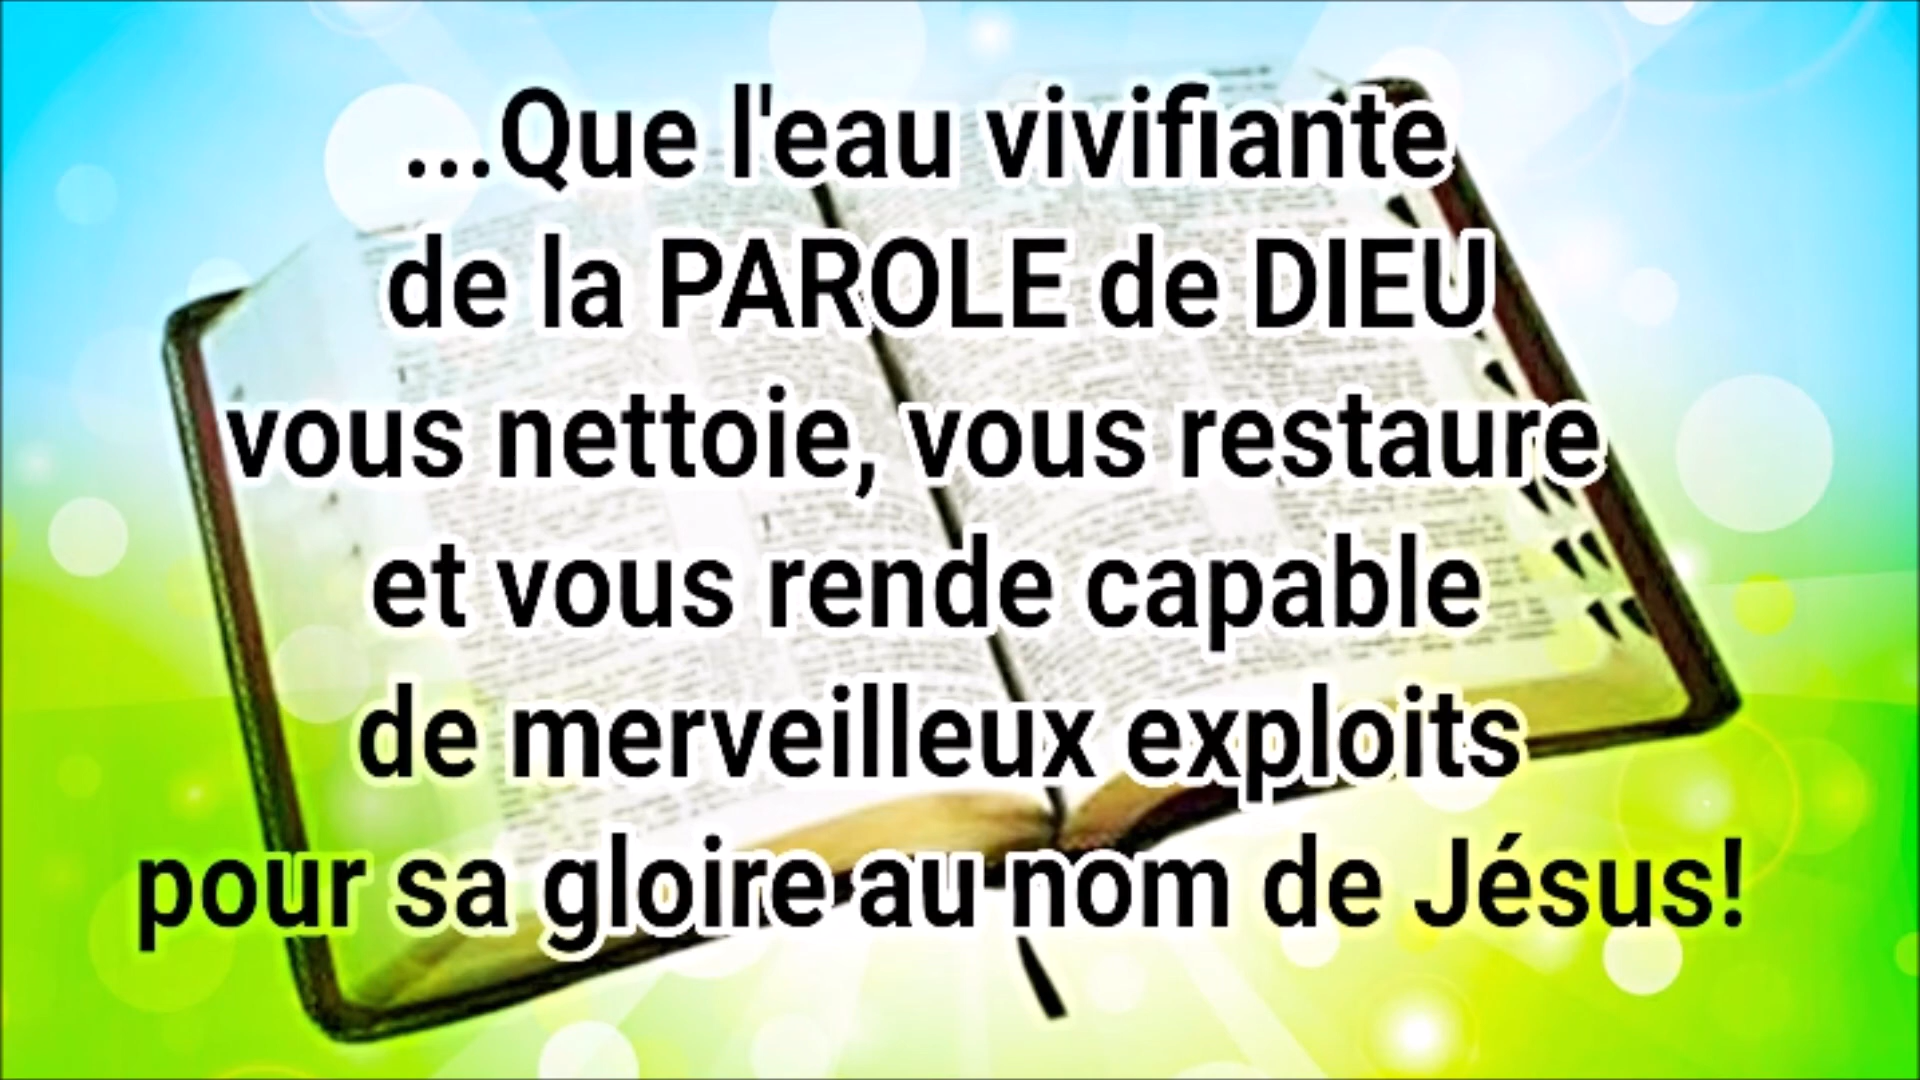 ...Que l'eau vivifiante
de la PAROLE de DIEU
vous nettoie, vous restaure
et vous rende capable
de merveilleux exploits
pour sa gloire au nom de Jésus!